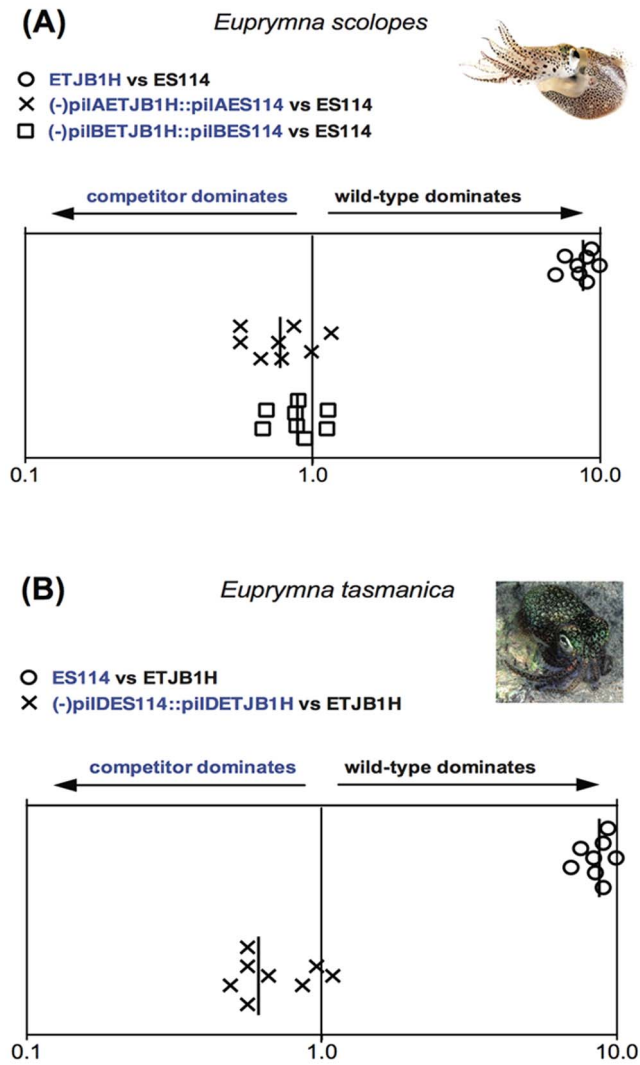 (A)
Euprymna scolopes
ETJB1H vs ES114
(-)pilAETJB1H::pilAES114 vs ES114
(-)pilBETJB1H::pilBES114 vs ES114
competitor dominates wild-type dominates
0.1 1.0 10.0
(B)
Euprymna tasmanica
ES114 vs ETJB1H
(-)pilDES114::pilDETJB1H vs ETJB1H
competitor dominates wild-type dominates
0.1 1.0 10.0